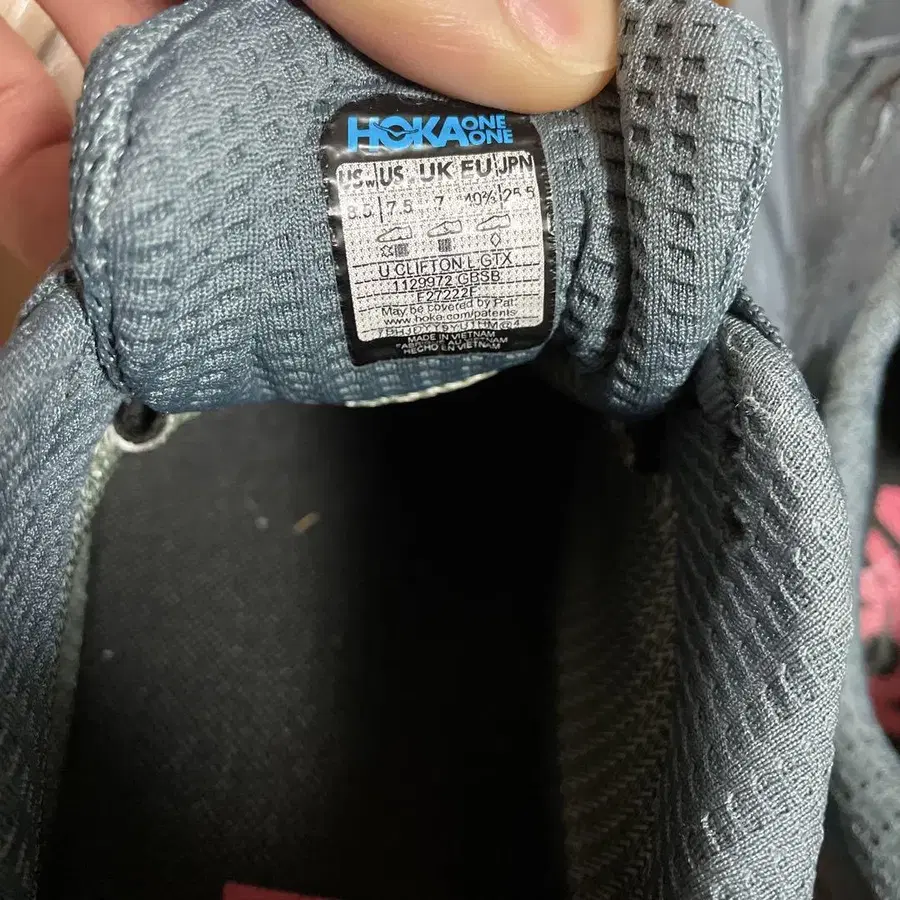 HOKA ONE ONE
USw US UK EU JPN
8.5 7.5 7 40⅔ 25.5
U CLIFTON L GTX
1129972 GBSB
F27222F
May be covered by Pat
www.hoka.com/patents
MADE IN VIETNAM
FABRIQUÉ AU VIETNAM
HECHO EN VIETNAM